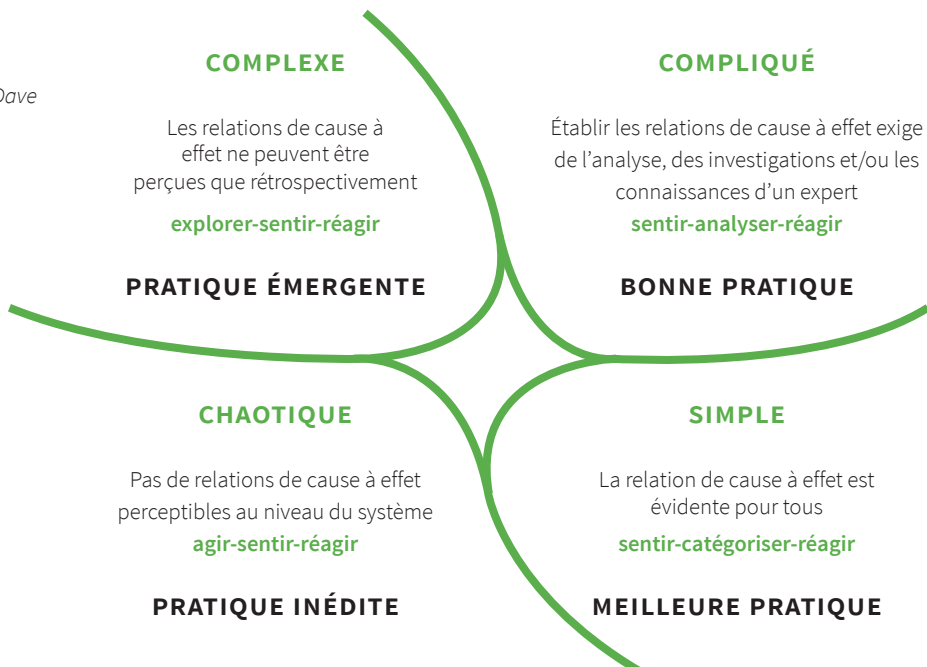 Dave
COMPLEXE
Les relations de cause à
effet ne peuvent être
perçues que rétrospectivement
explorer-sentir-réagir
PRATIQUE ÉMERGENTE
COMPLIQUÉ
Établir les relations de cause à effet exige
de l’analyse, des investigations et/ou les
connaissances d’un expert
sentir-analyser-réagir
BONNE PRATIQUE
CHAOTIQUE
Pas de relations de cause à effet
perceptibles au niveau du système
agir-sentir-réagir
PRATIQUE INÉDITE
SIMPLE
La relation de cause à effet est
évidente pour tous
sentir-catégoriser-réagir
MEILLEURE PRATIQUE